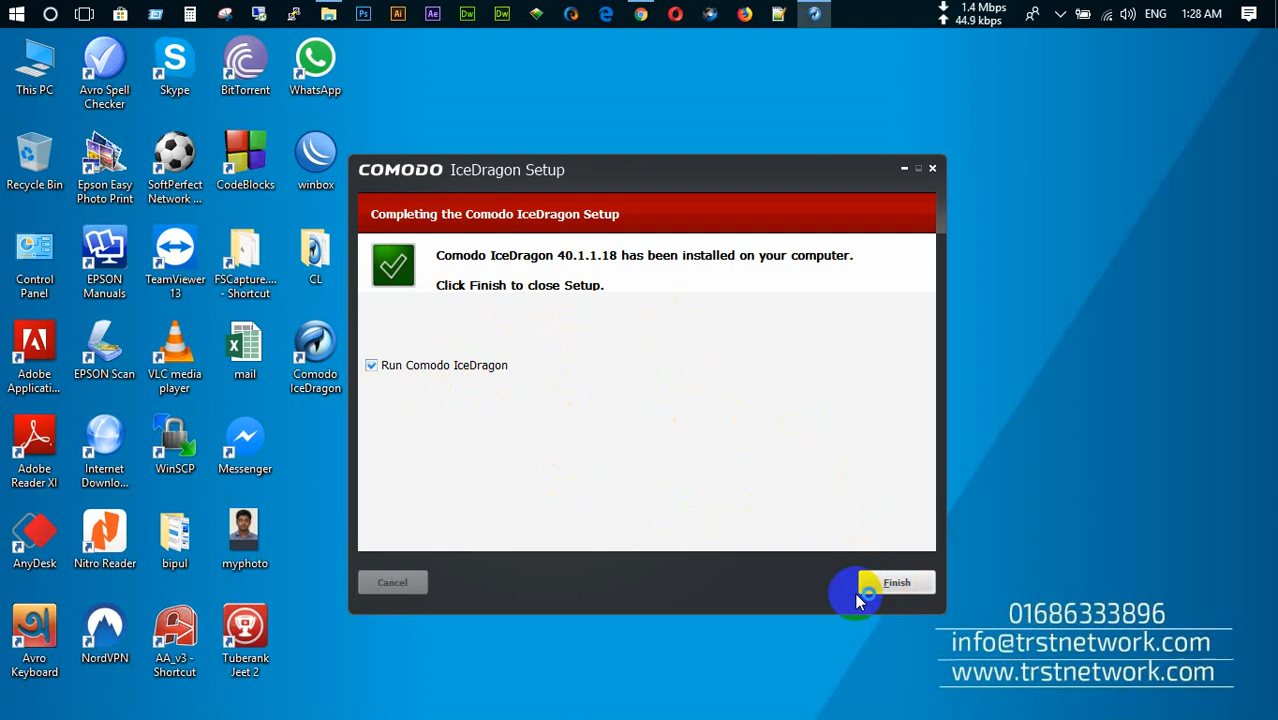 1.4 Mbps
44.9 kbps
ENG
1:28 AM
This PC
Avro Spell
Checker
Skype
BitTorrent
WhatsApp
Recycle Bin
Epson Easy
Photo Print
SoftPerfect
Network ...
CodeBlocks
winbox
Control
Panel
EPSON
Manuals
TeamViewer
13
FSCapture....
- Shortcut
CL
Adobe
Applicati...
EPSON Scan
VLC media
player
mail
Comodo
IceDragon
Adobe
Reader XI
Internet
Downlo...
WinSCP
Messenger
AnyDesk
Nitro Reader
bipul
myphoto
Avro
Keyboard
NordVPN
AA_v3 -
Shortcut
Tuberank
Jeet 2
COMODO IceDragon Setup
Completing the Comodo IceDragon Setup
Comodo IceDragon 40.1.1.18 has been installed on your computer.
Click Finish to close Setup.
Run Comodo IceDragon
Cancel
Finish
01686333896
info@trstnetwork.com
www.trstnetwork.com